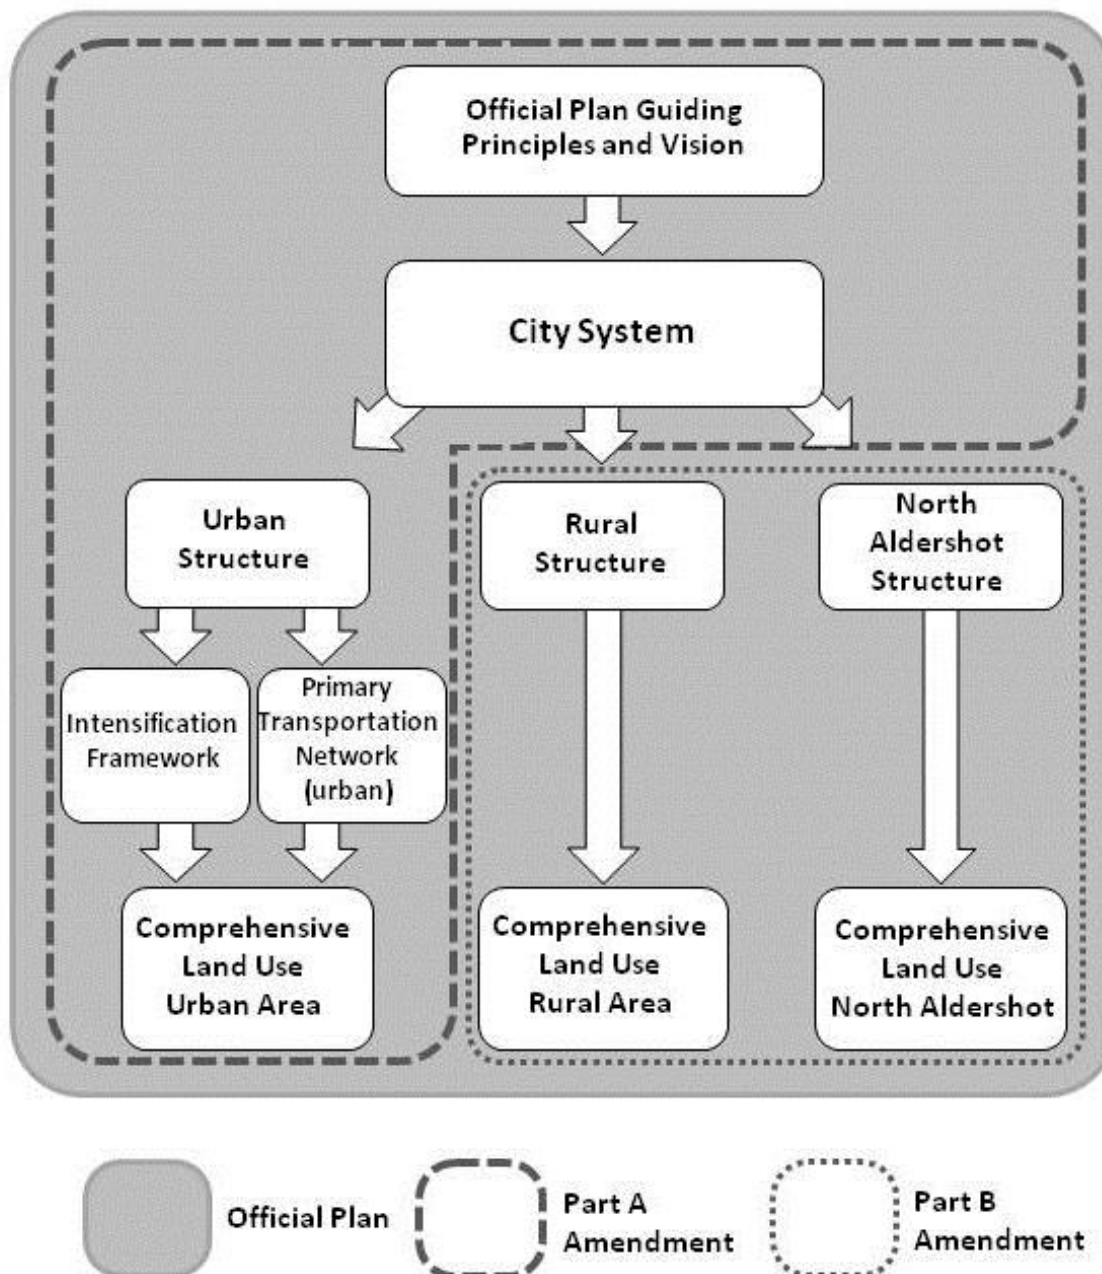 Official Plan Guiding
Principles and Vision
City System
Urban
Structure
Rural
Structure
North
Aldershot
Structure
Intensification
Framework
Primary
Transportation
Network
(urban)
Comprehensive
Land Use
Urban Area
Comprehensive
Land Use
Rural Area
Comprehensive
Land Use
North Aldershot
Official Plan
Part A
Amendment
Part B
Amendment